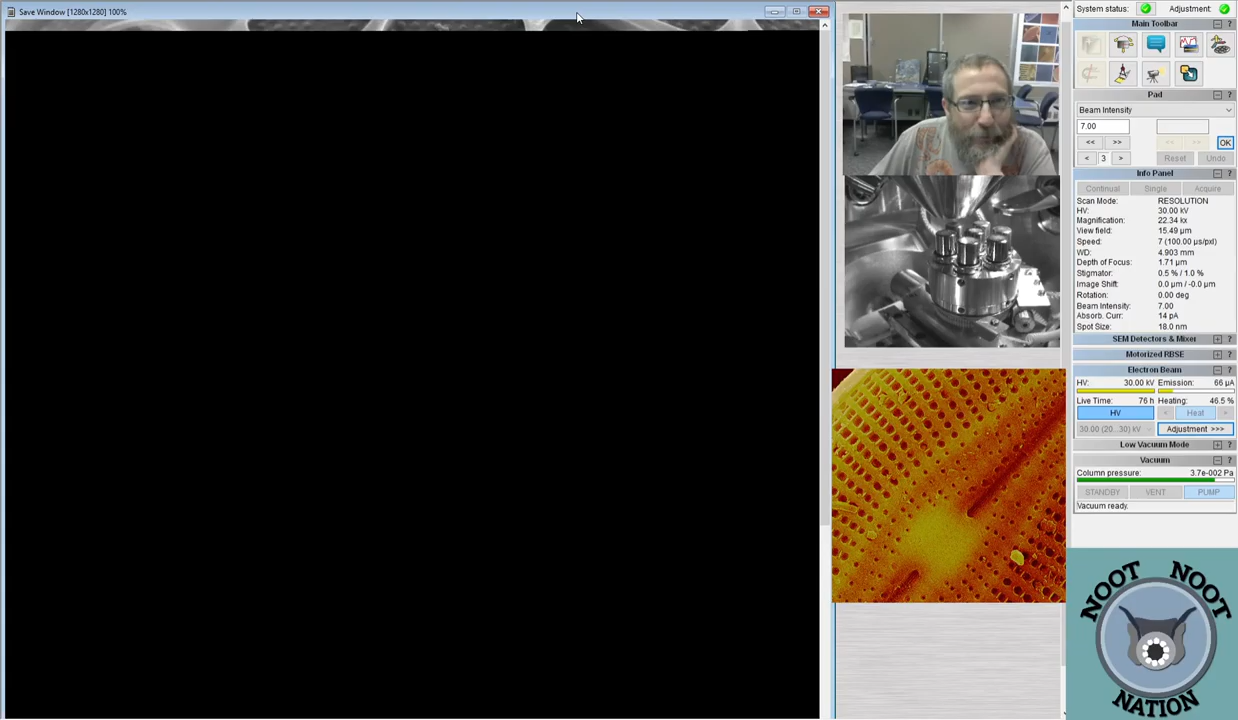 Save Window [1280x1280] 100%
System status: Adjustment:
Main Toolbar
Pad
Beam Intensity
7.00
<< >> << >> OK
< 3 > Reset Undo
Info Panel
Continual Single Acquire
Scan Mode: RESOLUTION
HV: 30.00 kV
Magnification: 22.34 kx
View field: 15.49 µm
Speed: 7 (100.00 µs/pxl)
WD: 4.903 mm
Depth of Focus: 1.71 µm
Stigmator: 0.5 % / 1.0 %
Image Shift: 0.0 µm / -0.0 µm
Rotation: 0.00 deg
Beam Intensity: 7.00
Absorb. Curr: 14 pA
Spot Size: 18.0 nm
SEM Detectors & Mixer
Motorized RBSE
Electron Beam
HV: 30.00 kV Emission: 66 µA
Live Time: 76 h Heating: 46.5 %
HV < Heat >
30.00 (20...30) kV Adjustment >>>
Low Vacuum Mode
Vacuum
Column pressure: 3.7e-002 Pa
STANDBY VENT PUMP
Vacuum ready.
NOOT NOOT
NATION